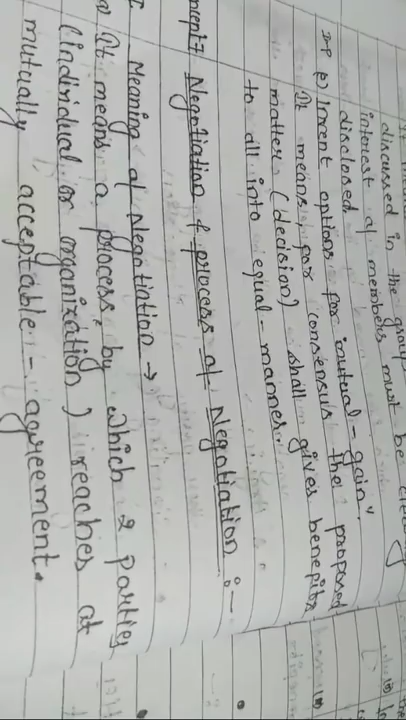 discussed in the group
interest of members must be clearly
disclosed.
Imp e) Invent options for mutual-gain".
It means, for consensus the proposed
matter (decision) shall gives benefits
to all into equal-manner.
Negotiation & process of Negotiation :-
Meaning of Negotiation →
It means a process, by which 2 parties
(individual or organization) reaches at
mutually acceptable - agreement.